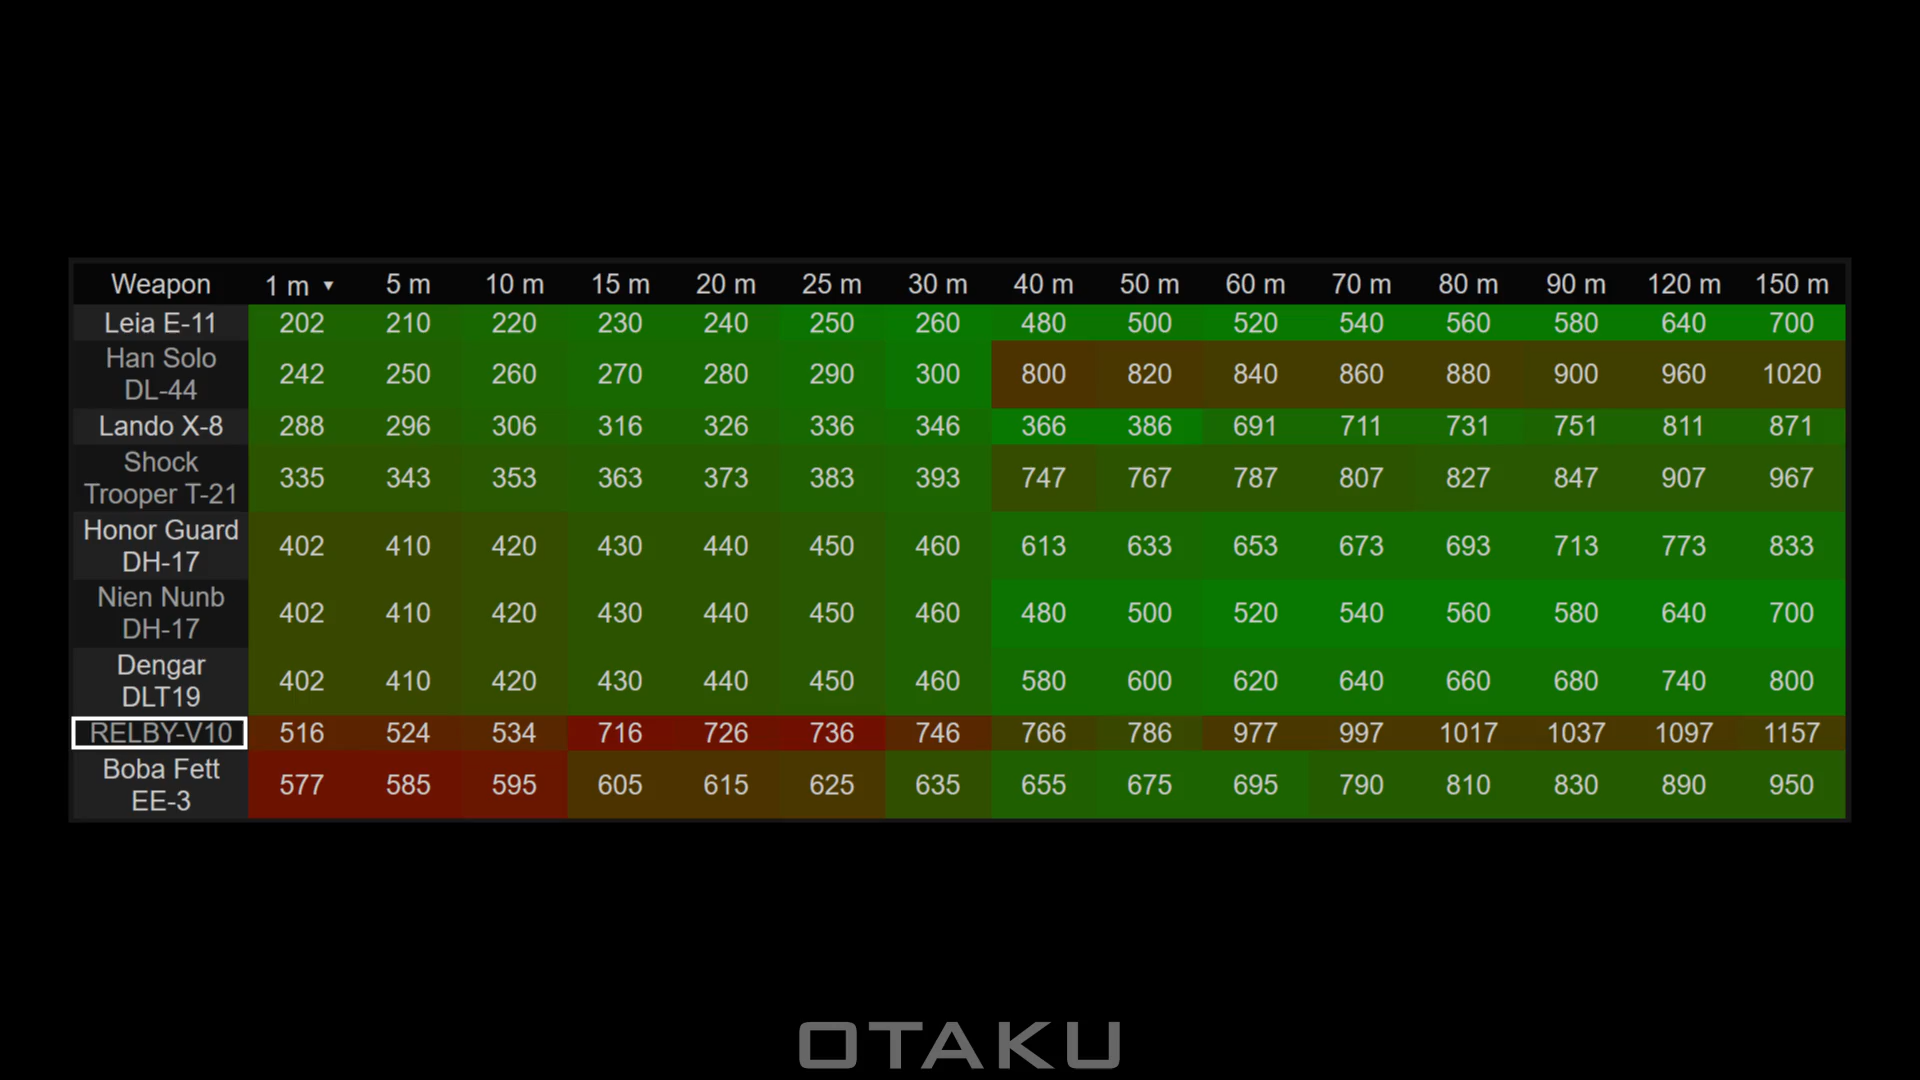 Weapon 1 m ▼ 5 m 10 m 15 m 20 m 25 m 30 m 40 m 50 m 60 m 70 m 80 m 90 m 120 m 150 m
Leia E-11 202 210 220 230 240 250 260 480 500 520 540 560 580 640 700
Han Solo
DL-44 242 250 260 270 280 290 300 800 820 840 860 880 900 960 1020
Lando X-8 288 296 306 316 326 336 346 366 386 691 711 731 751 811 871
Shock
Trooper T-21 335 343 353 363 373 383 393 747 767 787 807 827 847 907 967
Honor Guard
DH-17 402 410 420 430 440 450 460 613 633 653 673 693 713 773 833
Nien Nunb
DH-17 402 410 420 430 440 450 460 480 500 520 540 560 580 640 700
Dengar
DLT19 402 410 420 430 440 450 460 580 600 620 640 660 680 740 800
RELBY-V10 516 524 534 716 726 736 746 766 786 977 997 1017 1037 1097 1157
Boba Fett
EE-3 577 585 595 605 615 625 635 655 675 695 790 810 830 890 950
OTAKU